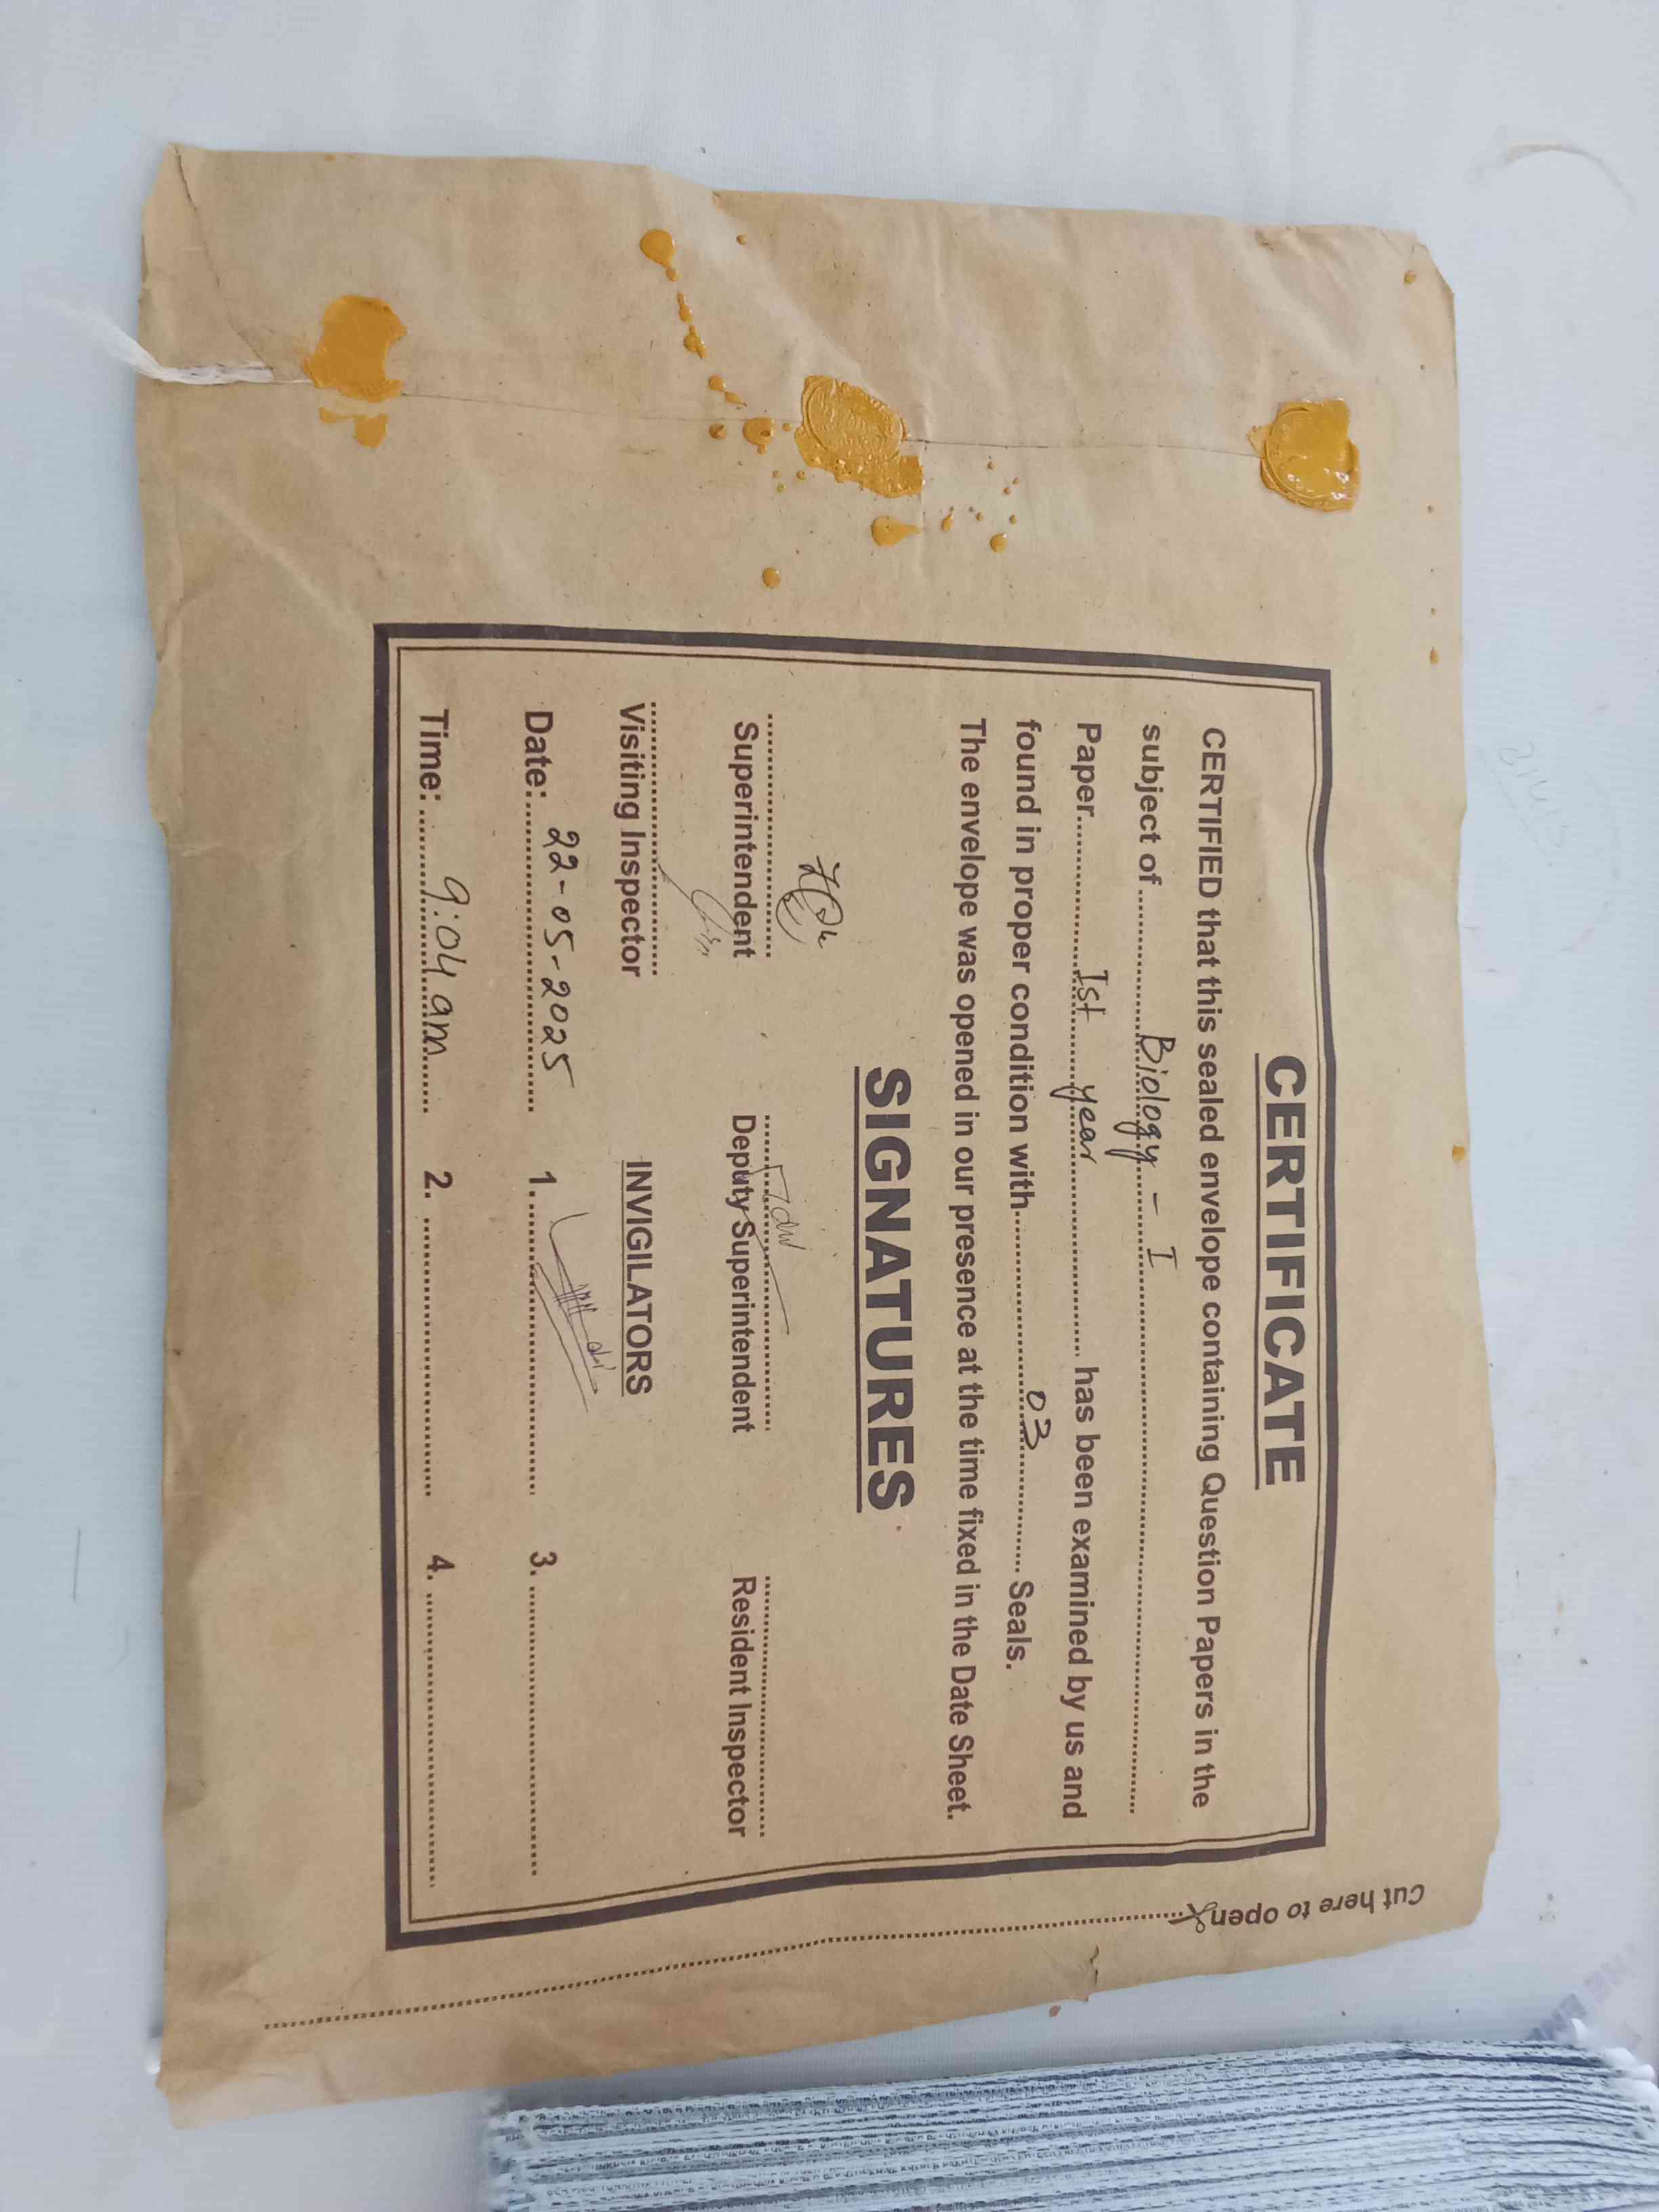 CERTIFICATE
CERTIFIED that this sealed envelope containing Question Papers in the
subject of ........ Biology - I ........
Paper........ Ist year ........ has been examined by us and
found in proper condition with........ 03 ........ Seals.
The envelope was opened in our presence at the time fixed in the Date Sheet.
SIGNATURES
Superintendent Deputy Superintendent Resident Inspector
Visiting Inspector INVIGILATORS
Date: 22-05-2025 1. 3.
Time: 9:04 am 2. 4.
Cut here to open